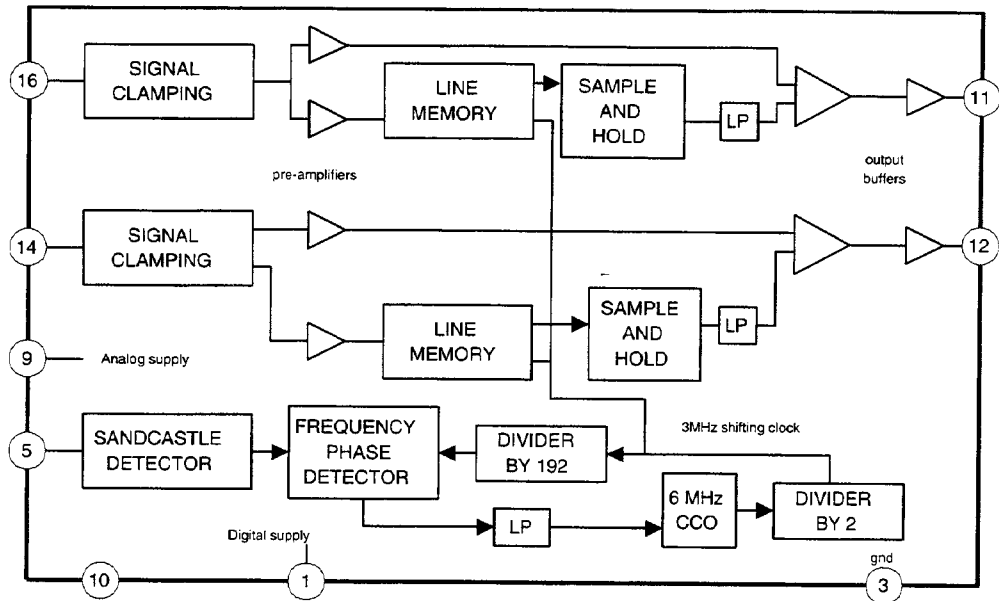 16
SIGNAL
CLAMPING
LINE
MEMORY
SAMPLE
AND
HOLD
LP
11
pre-amplifiers
output
buffers
14
SIGNAL
CLAMPING
12
LINE
MEMORY
SAMPLE
AND
HOLD
LP
9
Analog supply
5
SANDCASTLE
DETECTOR
FREQUENCY
PHASE
DETECTOR
DIVIDER
BY 192
3MHz shifting clock
LP
6 MHz
CCO
DIVIDER
BY 2
Digital supply
gnd
10
1
3